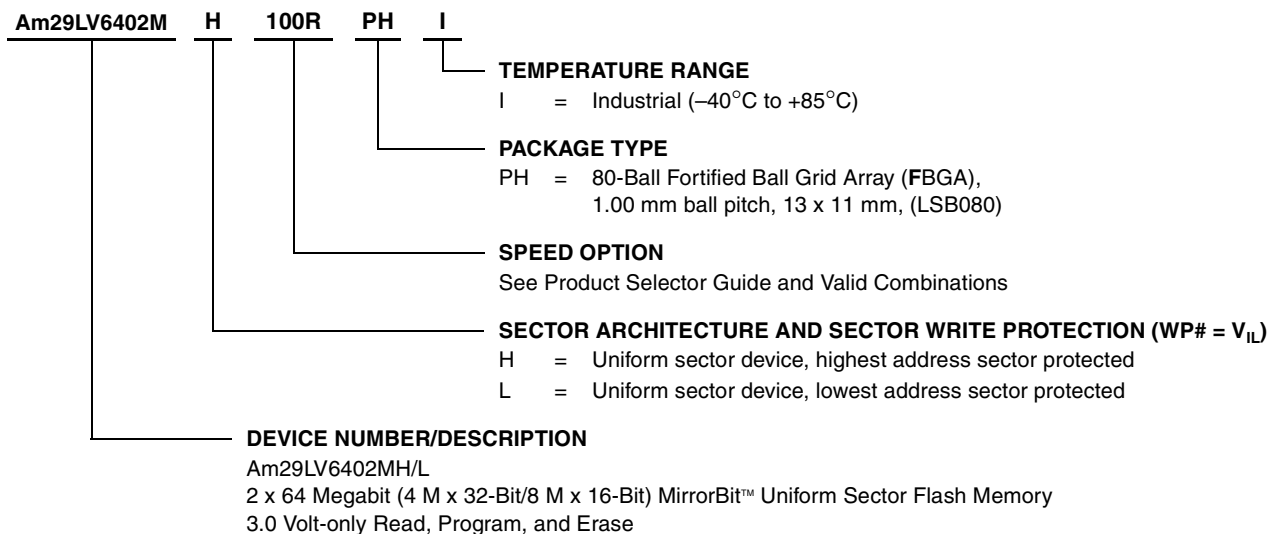 Am29LV6402M H 100R PH I
TEMPERATURE RANGE
I = Industrial (–40°C to +85°C)
PACKAGE TYPE
PH = 80-Ball Fortified Ball Grid Array (FBGA),
1.00 mm ball pitch, 13 x 11 mm, (LSB080)
SPEED OPTION
See Product Selector Guide and Valid Combinations
SECTOR ARCHITECTURE AND SECTOR WRITE PROTECTION (WP# = VIL)
H = Uniform sector device, highest address sector protected
L = Uniform sector device, lowest address sector protected
DEVICE NUMBER/DESCRIPTION
Am29LV6402MH/L
2 x 64 Megabit (4 M x 32-Bit/8 M x 16-Bit) MirrorBit™ Uniform Sector Flash Memory
3.0 Volt-only Read, Program, and Erase